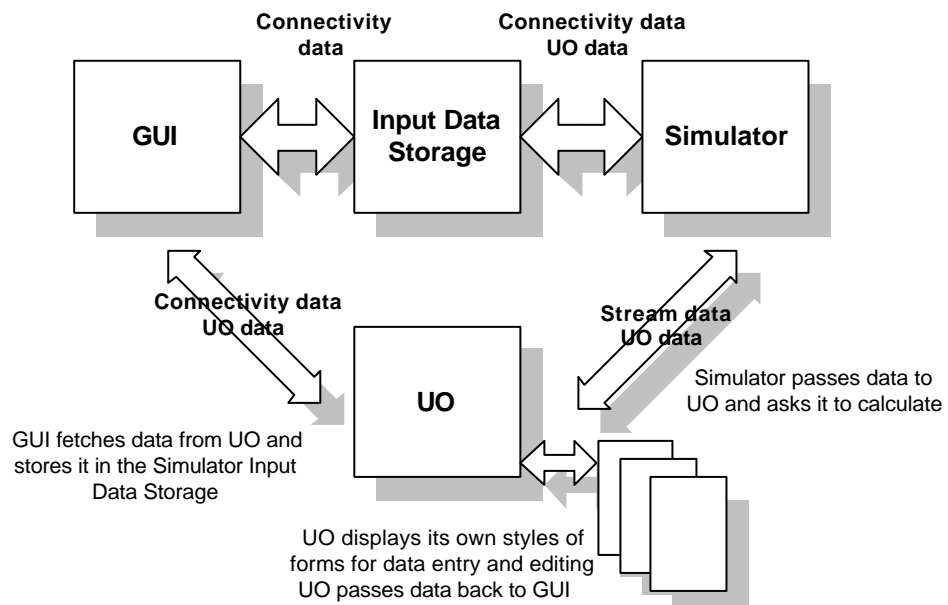 Connectivity
data
Connectivity data
UO data
GUI
Input Data
Storage
Simulator
Connectivity data
UO data
Stream data
UO data
UO
Simulator passes data to
UO and asks it to calculate
GUI fetches data from UO and
stores it in the Simulator Input
Data Storage
UO displays its own styles of
forms for data entry and editing
UO passes data back to GUI